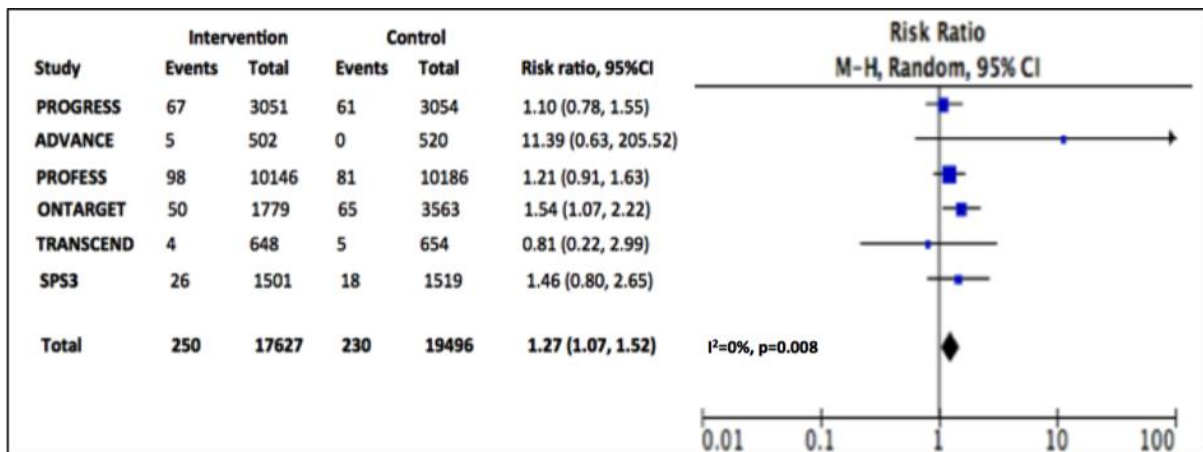 Intervention Control Risk Ratio
Study Events Total Events Total Risk ratio, 95%CI M-H, Random, 95% CI
PROGRESS 67 3051 61 3054 1.10 (0.78, 1.55)
ADVANCE 5 502 0 520 11.39 (0.63, 205.52)
PROFESS 98 10146 81 10186 1.21 (0.91, 1.63)
ONTARGET 50 1779 65 3563 1.54 (1.07, 2.22)
TRANSCEND 4 648 5 654 0.81 (0.22, 2.99)
SPS3 26 1501 18 1519 1.46 (0.80, 2.65)
Total 250 17627 230 19496 1.27 (1.07, 1.52) I²=0%, p=0.008
0.01 0.1 1 10 100